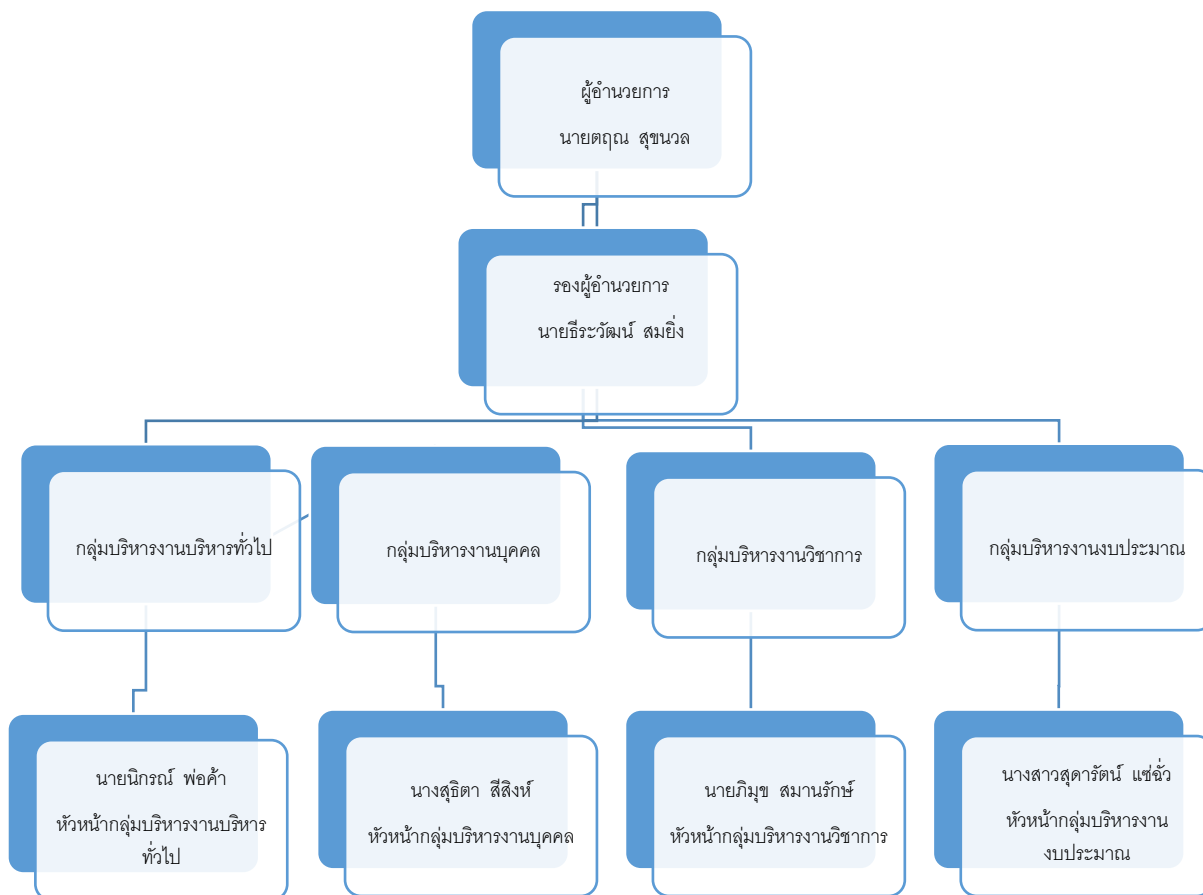 ผู้อำนวยการ
นายตฤณ สุขนวล
รองผู้อำนวยการ
นายธีระวัฒน์ สมยิ่ง
กลุ่มบริหารงานบริหารทั่วไป
กลุ่มบริหารงานบุคคล
กลุ่มบริหารงานวิชาการ
กลุ่มบริหารงานงบประมาณ
นายนิกรณ์ พ่อค้า
หัวหน้ากลุ่มบริหารงานบริหาร
ทั่วไป
นางสุธิตา สีสิงห์
หัวหน้ากลุ่มบริหารงานบุคคล
นายภิมุข สมานรักษ์
หัวหน้ากลุ่มบริหารงานวิชาการ
นางสาวสุดารัตน์ แซ่ฉั่ว
หัวหน้ากลุ่มบริหารงาน
งบประมาณ